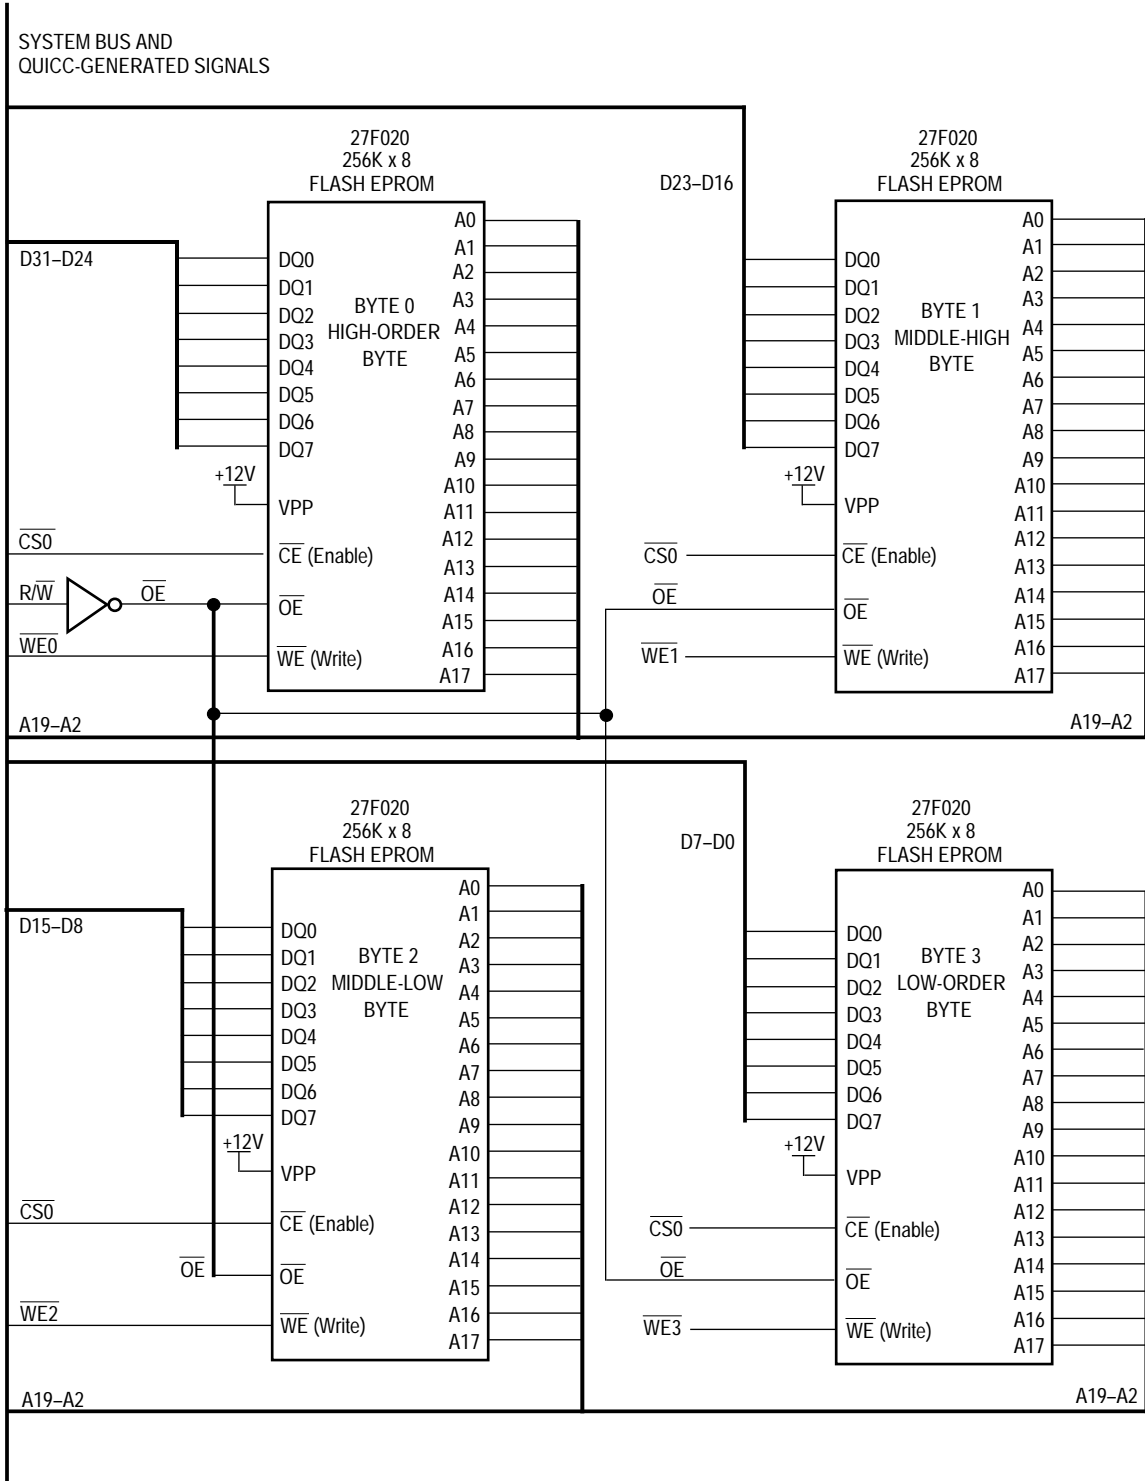 SYSTEM BUS AND
QUICC-GENERATED SIGNALS
27F020
256K x 8
FLASH EPROM
D31–D24
DQ0
DQ1
DQ2
DQ3
DQ4
DQ5
DQ6
DQ7
BYTE 0
HIGH-ORDER
BYTE
+12V
VPP
CS0
CE (Enable)
R/W
OE
OE
WE0
WE (Write)
A0
A1
A2
A3
A4
A5
A6
A7
A8
A9
A10
A11
A12
A13
A14
A15
A16
A17
A19–A2
27F020
256K x 8
FLASH EPROM
D23–D16
DQ0
DQ1
DQ2
DQ3
DQ4
DQ5
DQ6
DQ7
BYTE 1
MIDDLE-HIGH
BYTE
+12V
VPP
CS0
CE (Enable)
OE
OE
WE1
WE (Write)
A0
A1
A2
A3
A4
A5
A6
A7
A8
A9
A10
A11
A12
A13
A14
A15
A16
A17
A19–A2
27F020
256K x 8
FLASH EPROM
D15–D8
DQ0
DQ1
DQ2
DQ3
DQ4
DQ5
DQ6
DQ7
BYTE 2
MIDDLE-LOW
BYTE
+12V
VPP
CS0
CE (Enable)
OE
OE
WE2
WE (Write)
A0
A1
A2
A3
A4
A5
A6
A7
A8
A9
A10
A11
A12
A13
A14
A15
A16
A17
A19–A2
27F020
256K x 8
FLASH EPROM
D7–D0
DQ0
DQ1
DQ2
DQ3
DQ4
DQ5
DQ6
DQ7
BYTE 3
LOW-ORDER
BYTE
+12V
VPP
CS0
CE (Enable)
OE
OE
WE3
WE (Write)
A0
A1
A2
A3
A4
A5
A6
A7
A8
A9
A10
A11
A12
A13
A14
A15
A16
A17
A19–A2